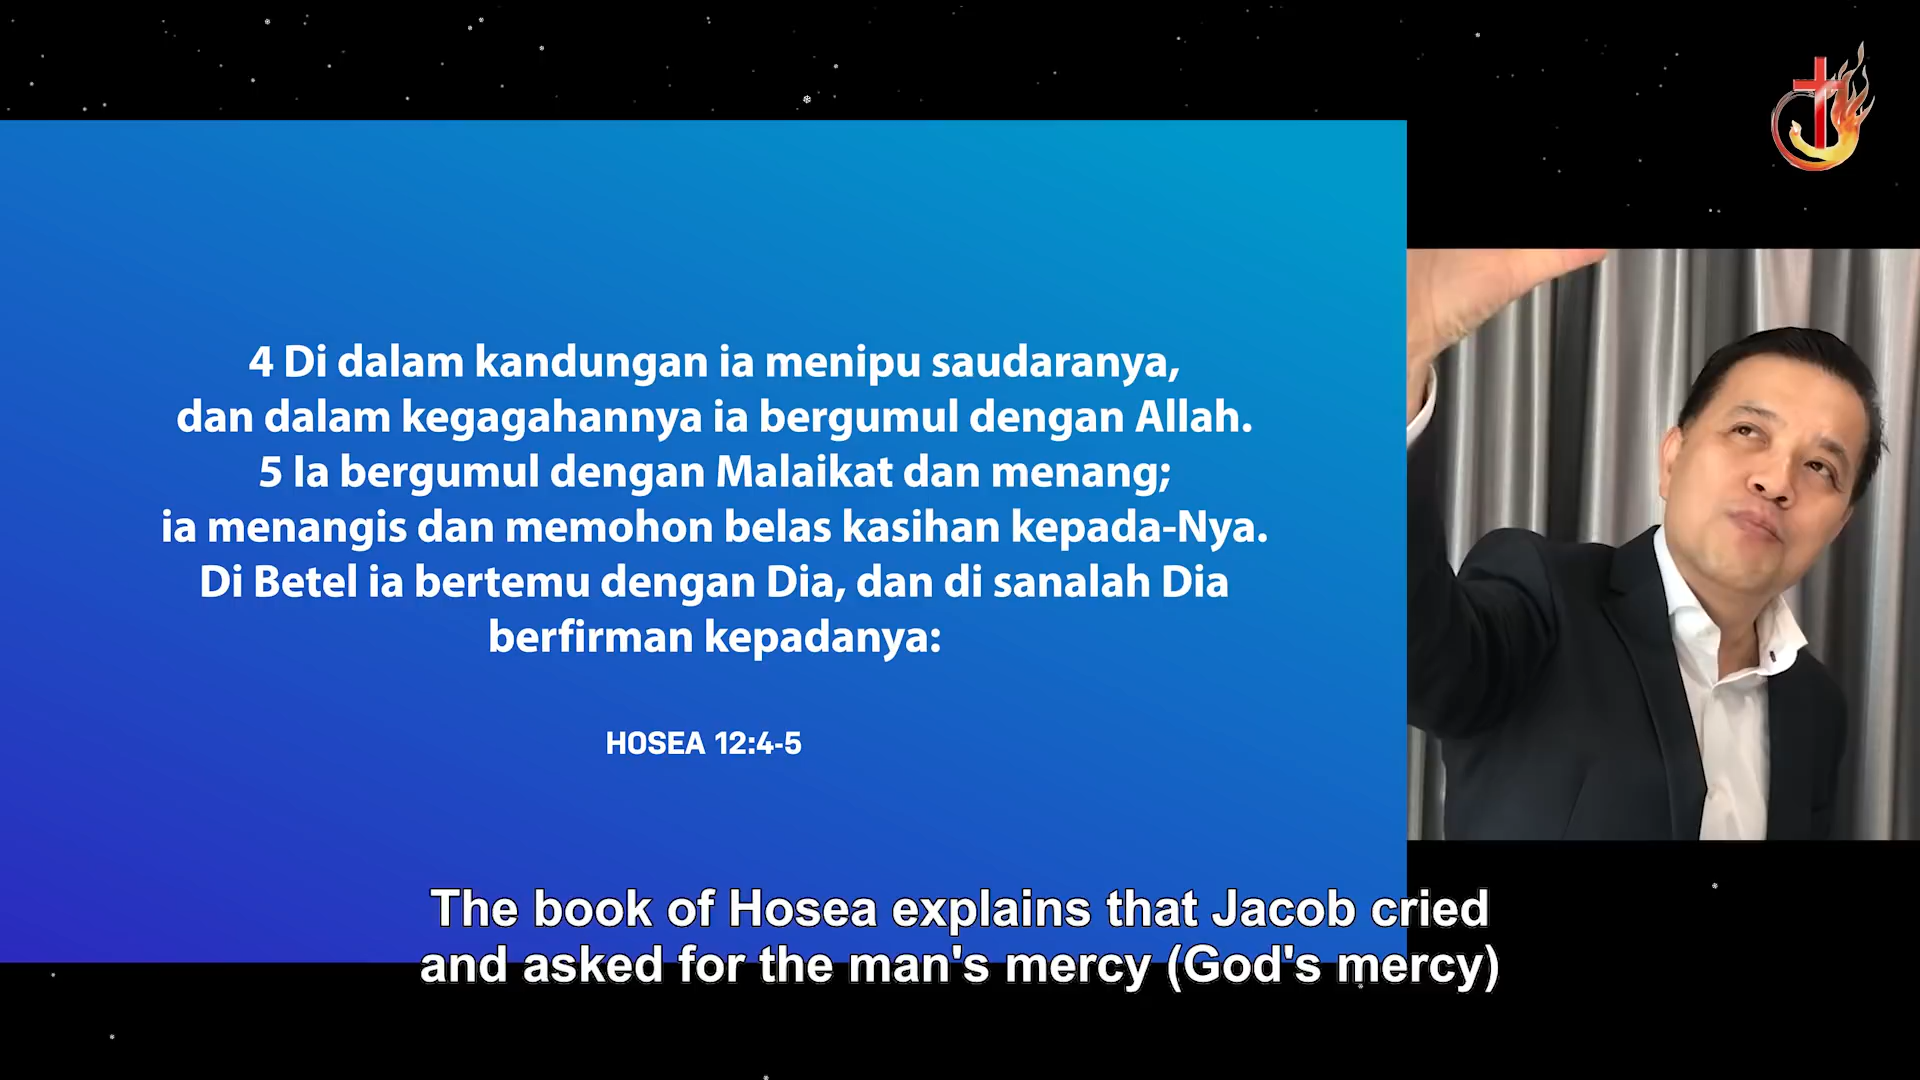 4 Di dalam kandungan ia menipu saudaranya,
dan dalam kegagahannya ia bergumul dengan Allah.
5 Ia bergumul dengan Malaikat dan menang;
ia menangis dan memohon belas kasihan kepada-Nya.
Di Betel ia bertemu dengan Dia, dan di sanalah Dia
berfirman kepadanya:
HOSEA 12:4-5
The book of Hosea explains that Jacob cried
and asked for the man's mercy (God's mercy)